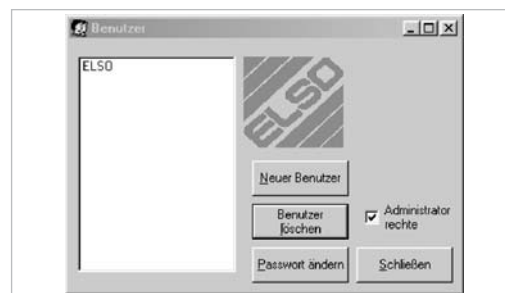 Benutzer
ELSO
ELSO
Neuer Benutzer
Benutzer
löschen
Administrator
rechte
Passwort ändern
Schließen